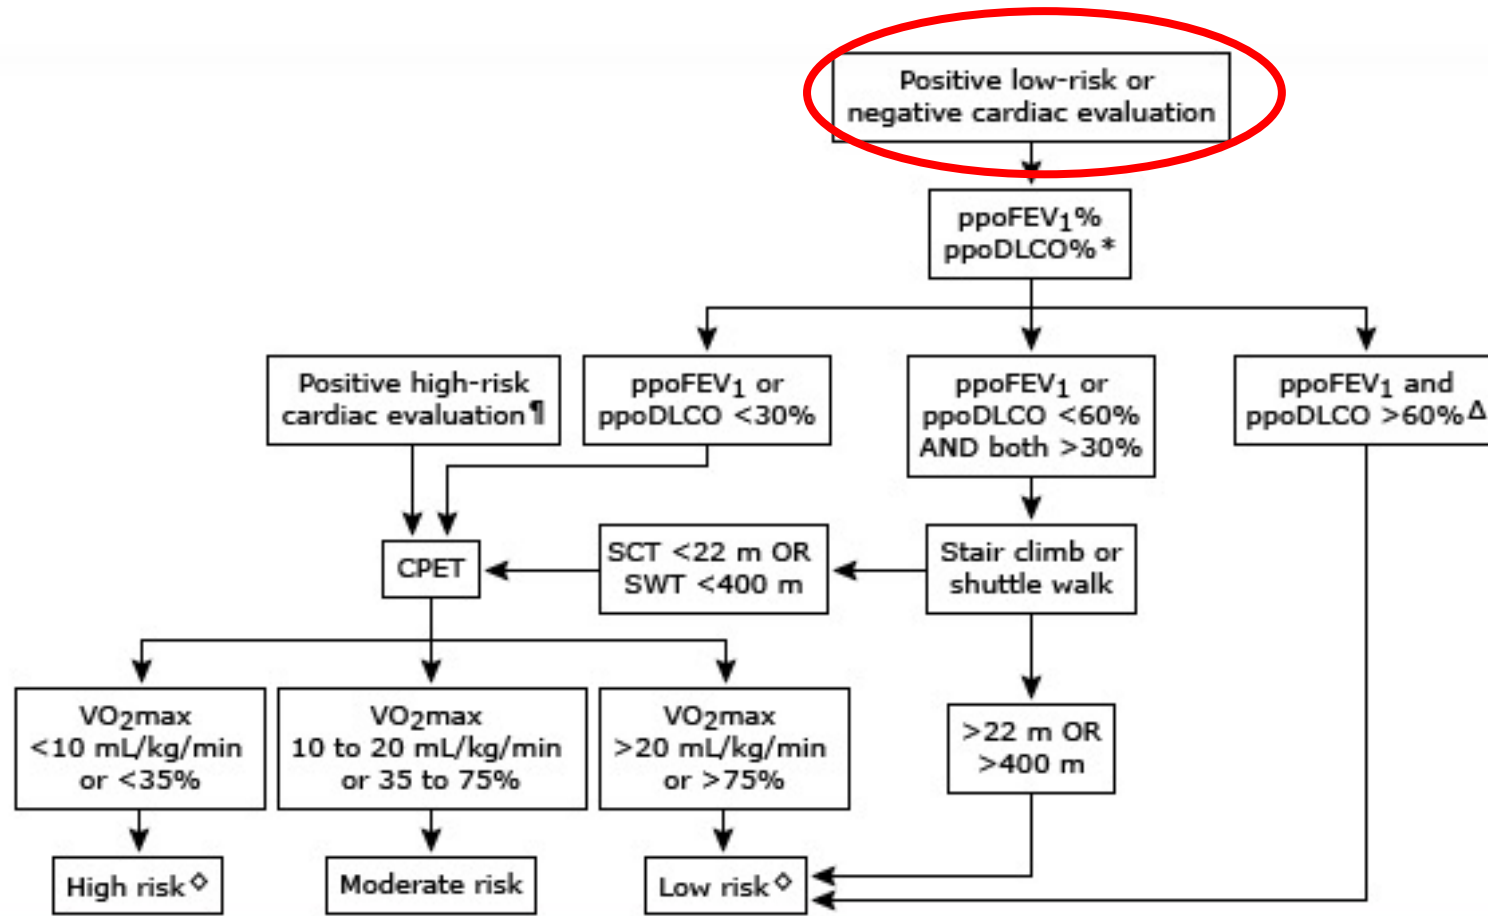 Positive low-risk or
negative cardiac evaluation
ppoFEV₁%
ppoDLCO%*
Positive high-risk
cardiac evaluation¶
ppoFEV₁ or
ppoDLCO <30%
ppoFEV₁ or
ppoDLCO <60%
AND both >30%
ppoFEV₁ and
ppoDLCO >60%Δ
CPET
SCT <22 m OR
SWT <400 m
Stair climb or
shuttle walk
VO₂max
<10 mL/kg/min
or <35%
VO₂max
10 to 20 mL/kg/min
or 35 to 75%
VO₂max
>20 mL/kg/min
or >75%
>22 m OR
>400 m
High risk◇
Moderate risk
Low risk◇